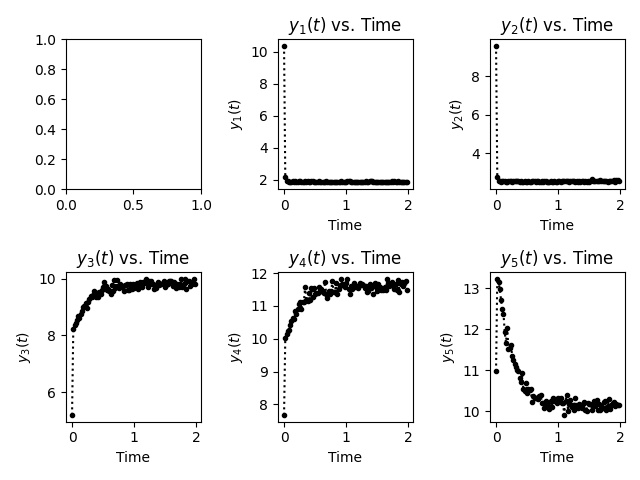 1.0
0.8
0.6
0.4
0.2
0.0
0.0 0.5 1.0
y₁(t) vs. Time
y₁(t)
10
8
6
4
2
0 1 2
Time
y₂(t) vs. Time
y₂(t)
8
6
4
0 1 2
Time
y₃(t) vs. Time
y₃(t)
10
8
6
0 1 2
Time
y₄(t) vs. Time
y₄(t)
12
11
10
9
8
0 1 2
Time
y₅(t) vs. Time
y₅(t)
13
12
11
10
0 1 2
Time